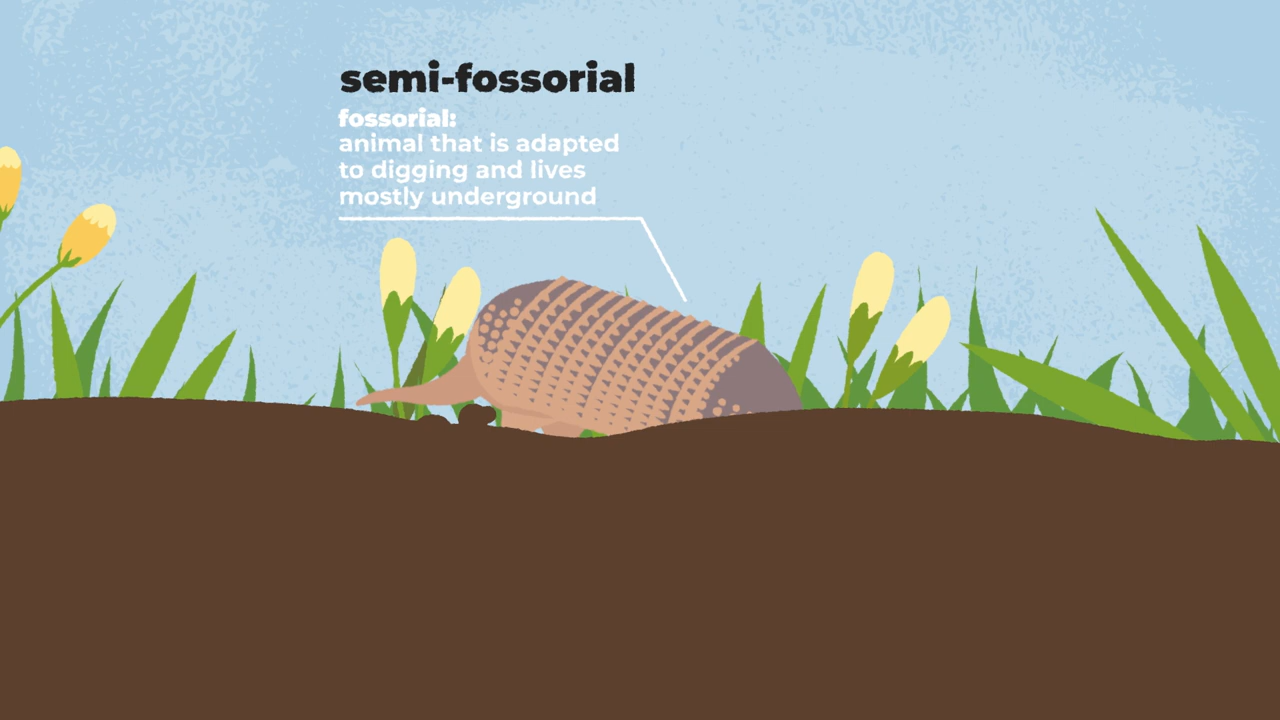 semi-fossorial
fossorial:
animal that is adapted
to digging and lives
mostly underground